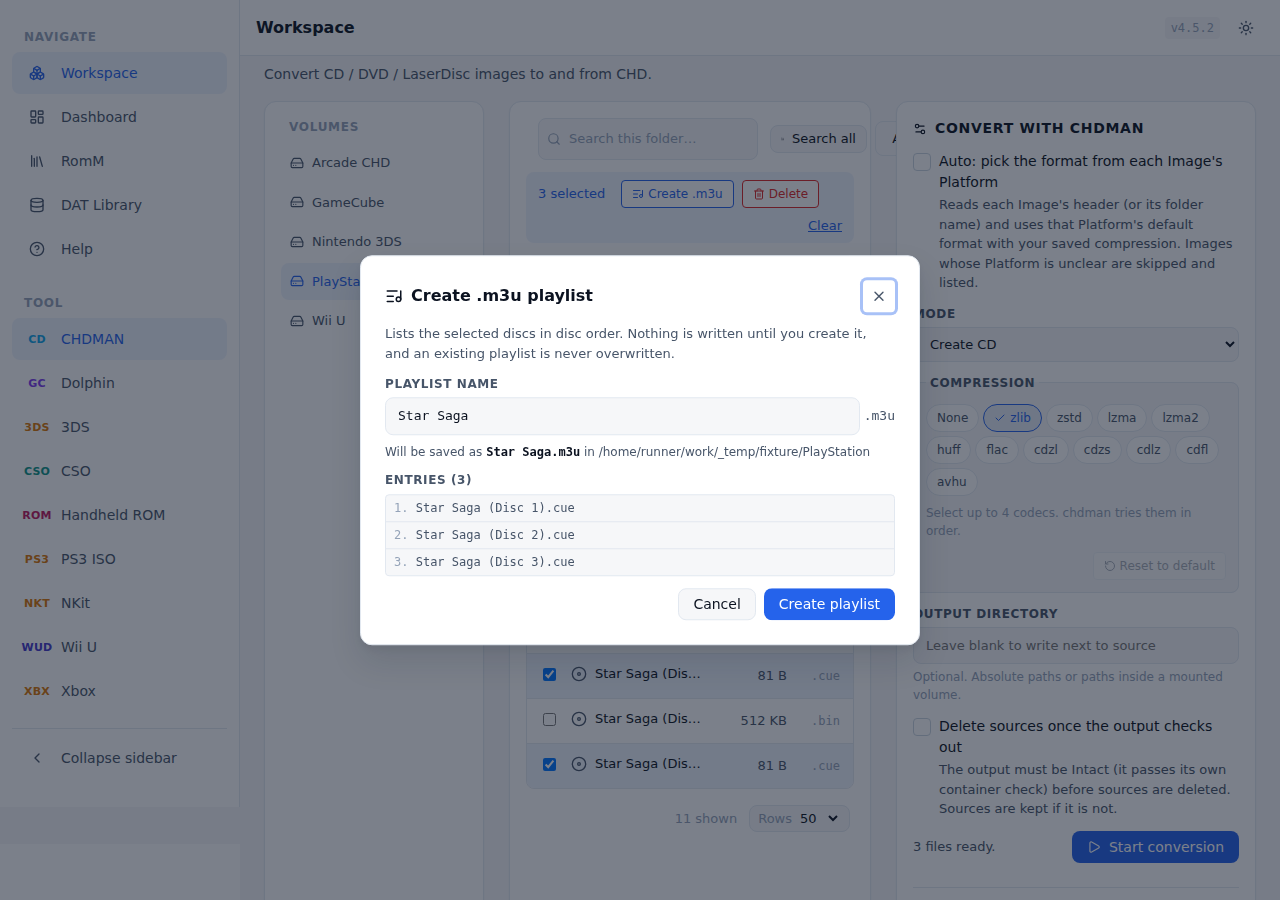 NAVIGATE
Workspace
Dashboard
RomM
DAT Library
Help
TOOL
CD CHDMAN
GC Dolphin
3DS 3DS
CSO CSO
ROM Handheld ROM
PS3 PS3 ISO
NKT NKit
WUD Wii U
XBX Xbox
Collapse sidebar
Workspace
v4.5.2
Convert CD / DVD / LaserDisc images to and from CHD.
VOLUMES
Arcade CHD
GameCube
Nintendo 3DS
PlaySta
Wii U
Search this folder...
Search all
3 selected
Create .m3u
Delete
Clear
Create .m3u playlist
Lists the selected discs in disc order. Nothing is written until you create it,
and an existing playlist is never overwritten.
PLAYLIST NAME
Star Saga .m3u
Will be saved as Star Saga.m3u in /home/runner/work/_temp/fixture/PlayStation
ENTRIES (3)
1. Star Saga (Disc 1).cue
2. Star Saga (Disc 2).cue
3. Star Saga (Disc 3).cue
Cancel
Create playlist
Star Saga (Dis... 81 B .cue
Star Saga (Dis... 512 KB .bin
Star Saga (Dis... 81 B .cue
11 shown
Rows 50
CONVERT WITH CHDMAN
Auto: pick the format from each Image's
Platform
Reads each Image's header (or its folder
name) and uses that Platform's default
format with your saved compression. Images
whose Platform is unclear are skipped and
listed.
MODE
Create CD
COMPRESSION
None zlib zstd lzma lzma2
huff flac cdzl cdzs cdlz cdfl
avhu
Select up to 4 codecs. chdman tries them in
order.
Reset to default
OUTPUT DIRECTORY
Leave blank to write next to source
Optional. Absolute paths or paths inside a mounted
volume.
Delete sources once the output checks
out
The output must be Intact (it passes its own
container check) before sources are deleted.
Sources are kept if it is not.
3 files ready.
Start conversion